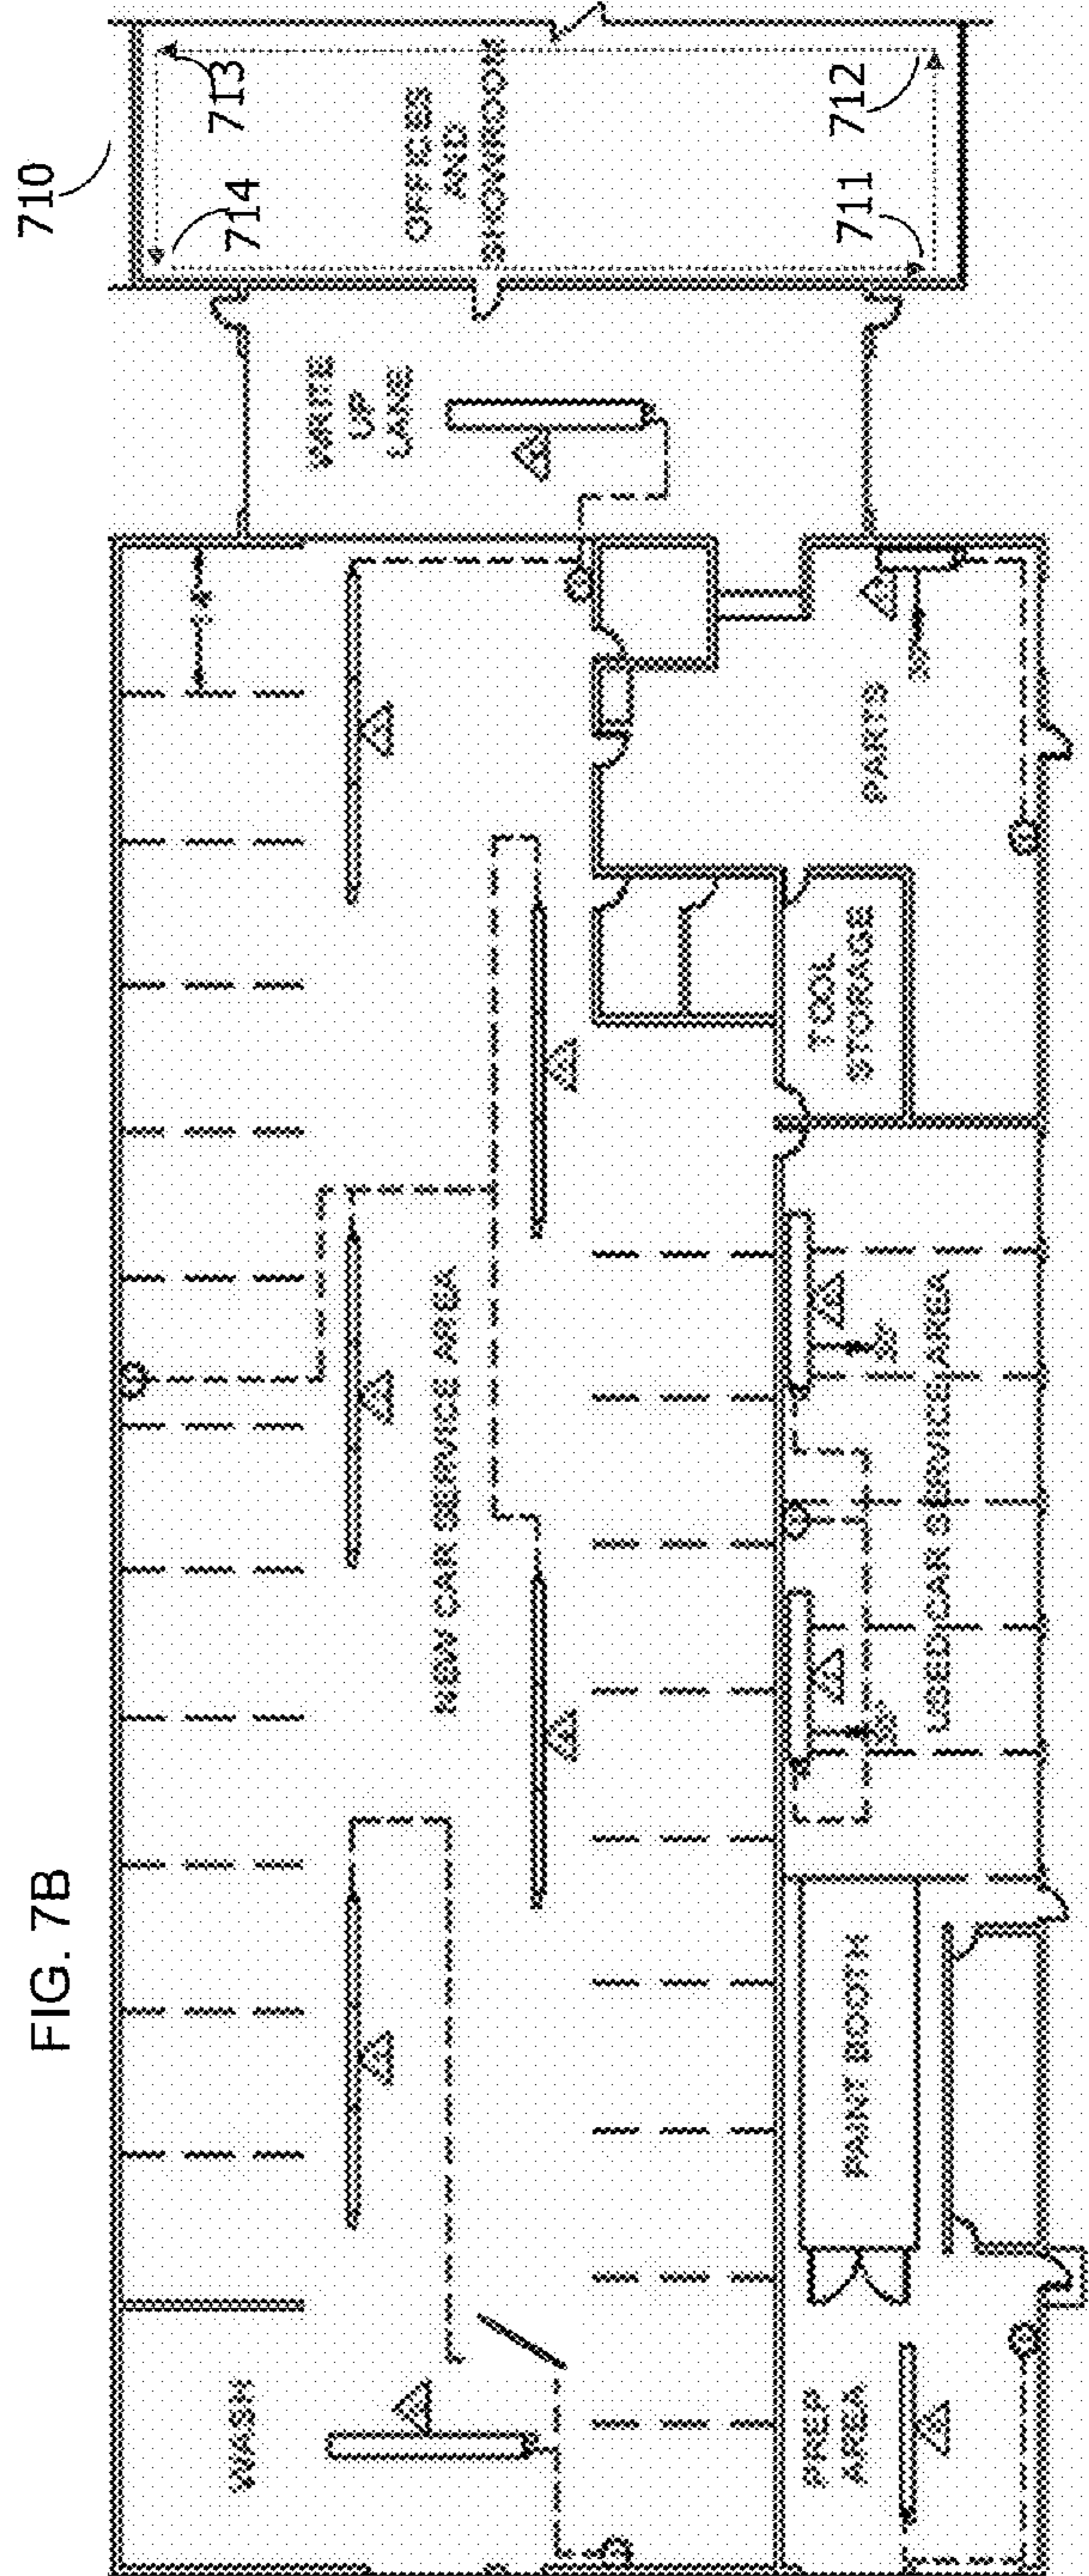 FIG. 7B
710
713
714
712
711
OFFICES
AND
SHOWROOM
WRITE
UP
LANE
NEW CAR SERVICE AREA
PARTS
TOOL
STORAGE
USED CAR SERVICE AREA
PAINT BOOTH
WASH
PREP
AREA